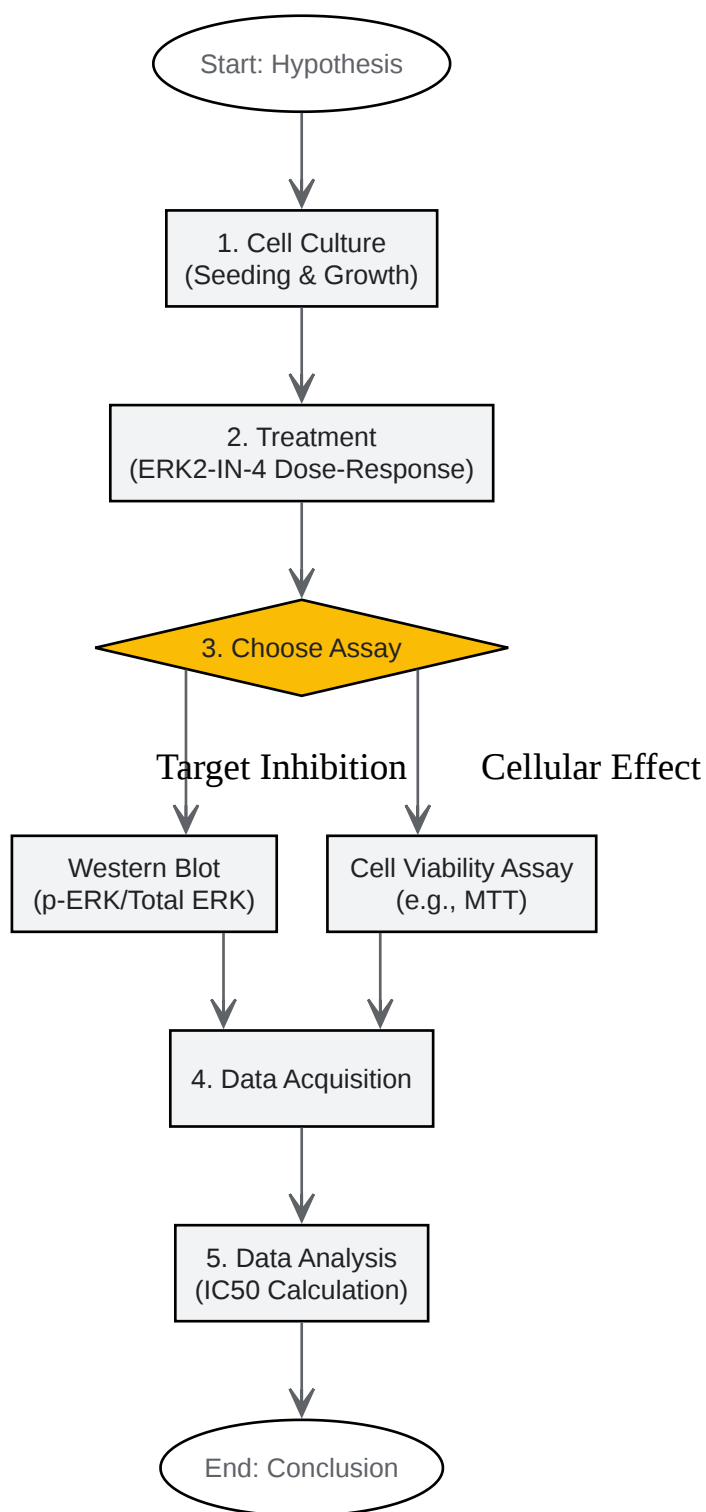 Start: Hypothesis
1. Cell Culture
(Seeding & Growth)
2. Treatment
(ERK2-IN-4 Dose-Response)
3. Choose Assay
Target Inhibition
Cellular Effect
Western Blot
(p-ERK/Total ERK)
Cell Viability Assay
(e.g., MTT)
4. Data Acquisition
5. Data Analysis
(IC50 Calculation)
End: Conclusion